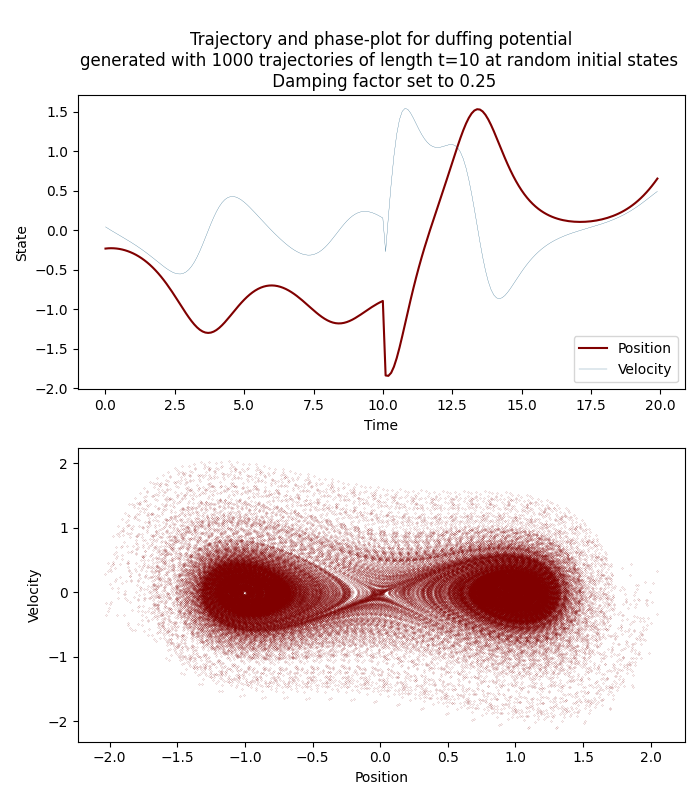 Trajectory and phase-plot for duffing potential
generated with 1000 trajectories of length t=10 at random initial states
Damping factor set to 0.25
1.5
1.0
0.5
0.0
−0.5
−1.0
−1.5
−2.0
State
Position
Velocity
0.0 2.5 5.0 7.5 10.0 12.5 15.0 17.5 20.0
Time
2
1
0
−1
−2
Velocity
−2.0 −1.5 −1.0 −0.5 0.0 0.5 1.0 1.5 2.0
Position